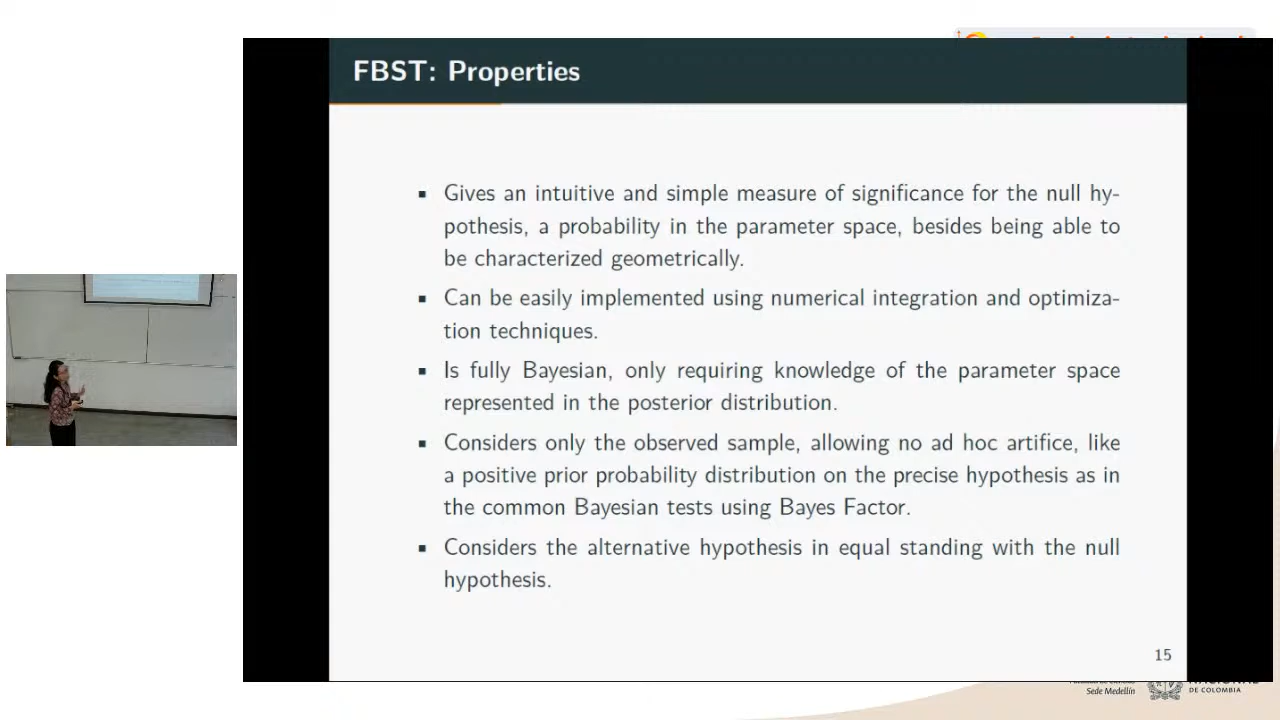 FBST: Properties
▪ Gives an intuitive and simple measure of significance for the null hy-
pothesis, a probability in the parameter space, besides being able to
be characterized geometrically.
▪ Can be easily implemented using numerical integration and optimiza-
tion techniques.
▪ Is fully Bayesian, only requiring knowledge of the parameter space
represented in the posterior distribution.
▪ Considers only the observed sample, allowing no ad hoc artifice, like
a positive prior probability distribution on the precise hypothesis as in
the common Bayesian tests using Bayes Factor.
▪ Considers the alternative hypothesis in equal standing with the null
hypothesis.
15
Sede Medellín
DE COLOMBIA